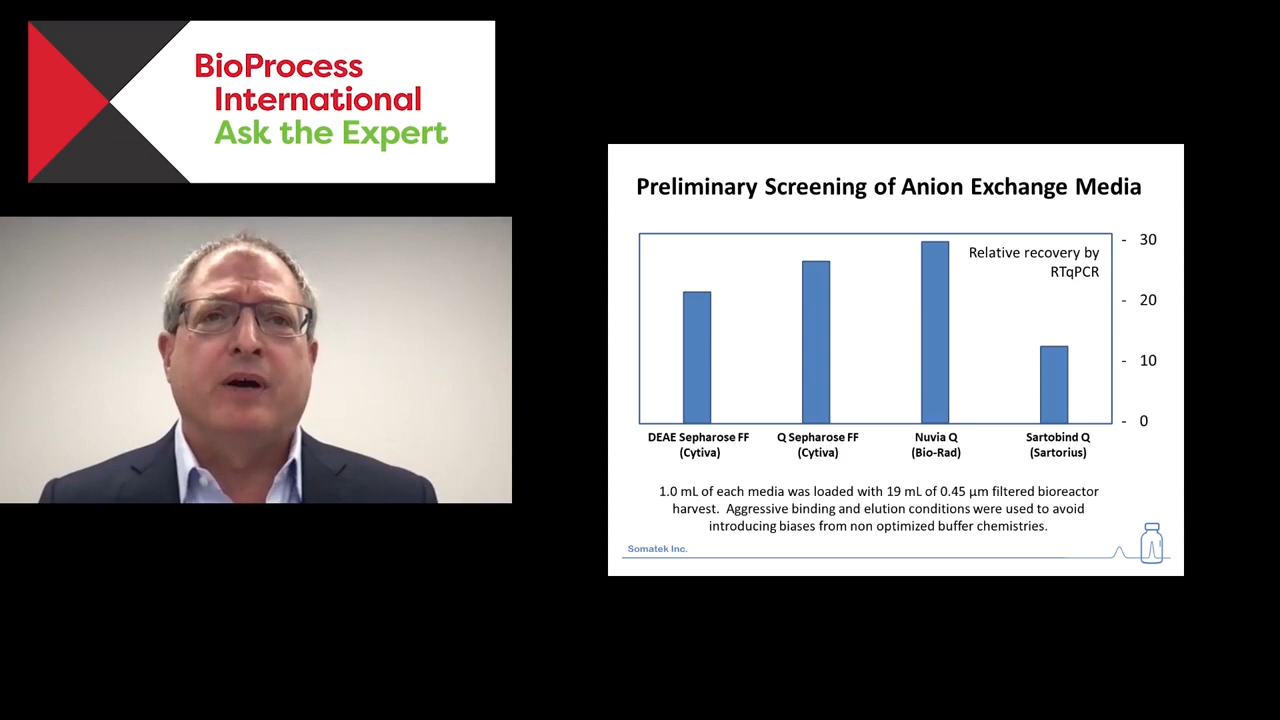 BioProcess
International
Ask the Expert
Preliminary Screening of Anion Exchange Media
Relative recovery by
RTqPCR
- 30
- 20
- 10
- 0
DEAE Sepharose FF
(Cytiva)
Q Sepharose FF
(Cytiva)
Nuvia Q
(Bio-Rad)
Sartobind Q
(Sartorius)
1.0 mL of each media was loaded with 19 mL of 0.45 µm filtered bioreactor
harvest. Aggressive binding and elution conditions were used to avoid
introducing biases from non optimized buffer chemistries.
Somatek Inc.